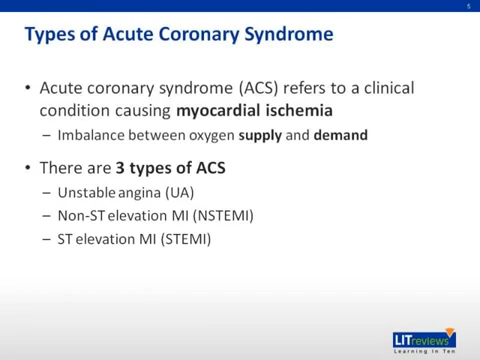 5
Types of Acute Coronary Syndrome
• Acute coronary syndrome (ACS) refers to a clinical
condition causing myocardial ischemia
– Imbalance between oxygen supply and demand
• There are 3 types of ACS
– Unstable angina (UA)
– Non-ST elevation MI (NSTEMI)
– ST elevation MI (STEMI)
LITreviews
Learning in Ten